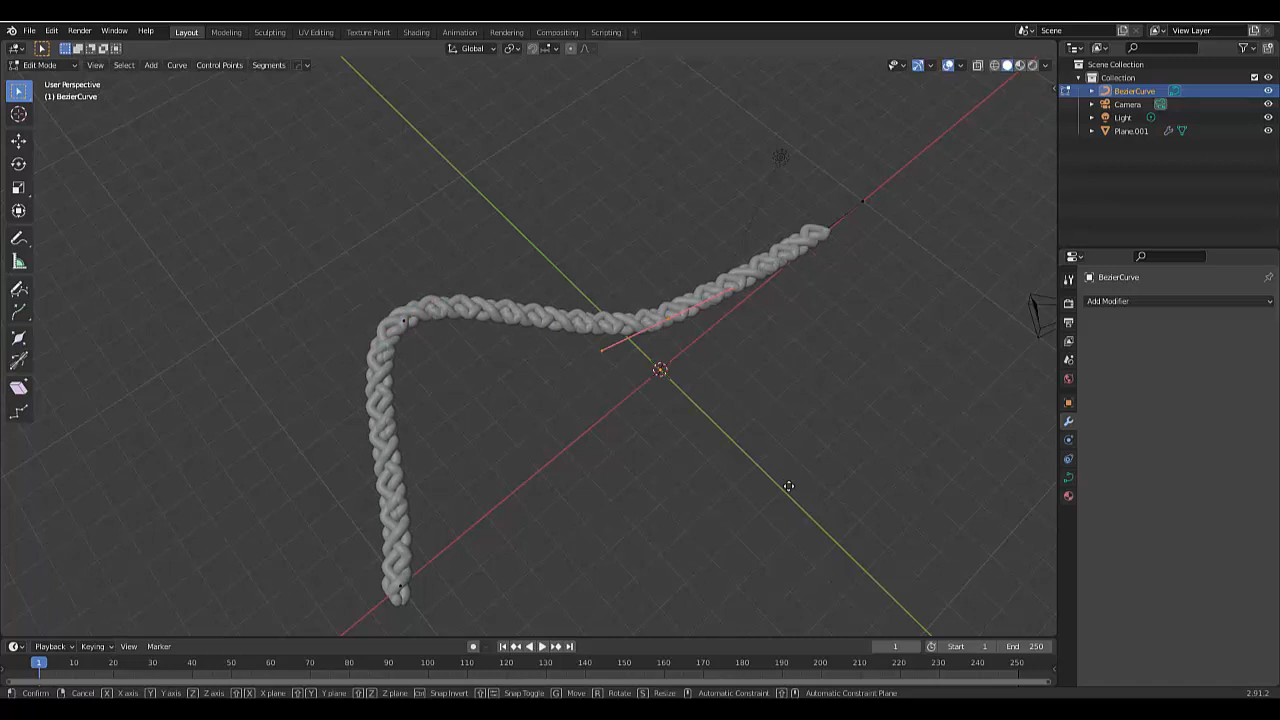 File Edit Render Window Help Layout Modeling Sculpting UV Editing Texture Paint Shading Animation Rendering Compositing Scripting + Scene View Layer
Global
Edit Mode View Select Add Curve Control Points Segments
User Perspective
(1) BezierCurve
Scene Collection
Collection
BezierCurve
Camera
Light
Plane.001
BezierCurve
Add Modifier
Playback Keying View Marker 1 Start 1 End 250
1 10 20 30 40 50 60 70 80 90 100 110 120 130 140 150 160 170 180 190 200 210 220 230 240 250
Confirm Cancel X X axis Y Y axis Z Z axis X X plane Y Y plane Z Z plane Snap Invert Snap Toggle G Move R Rotate S Resize Automatic Constraint Automatic Constraint Plane 2.91.2